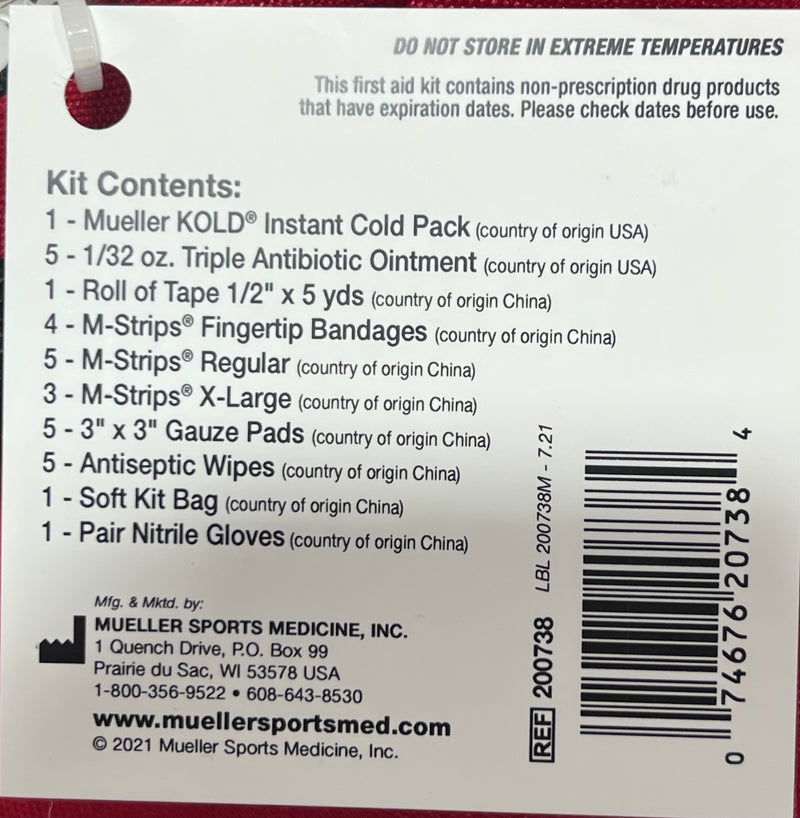 DO NOT STORE IN EXTREME TEMPERATURES
This first aid kit contains non-prescription drug products
that have expiration dates. Please check dates before use.
Kit Contents:
1 - Mueller KOLD® Instant Cold Pack (country of origin USA)
5 - 1/32 oz. Triple Antibiotic Ointment (country of origin USA)
1 - Roll of Tape 1/2" x 5 yds (country of origin China)
4 - M-Strips® Fingertip Bandages (country of origin China)
5 - M-Strips® Regular (country of origin China)
3 - M-Strips® X-Large (country of origin China)
5 - 3" x 3" Gauze Pads (country of origin China)
5 - Antiseptic Wipes (country of origin China)
1 - Soft Kit Bag (country of origin China)
1 - Pair Nitrile Gloves (country of origin China)
Mfg. & Mktd. by:
MUELLER SPORTS MEDICINE, INC.
1 Quench Drive, P.O. Box 99
Prairie du Sac, WI 53578 USA
1-800-356-9522 • 608-643-8530
www.muellersportsmed.com
© 2021 Mueller Sports Medicine, Inc.
REF 200738 LBL 200738M - 7.21
0 74676 20738 4